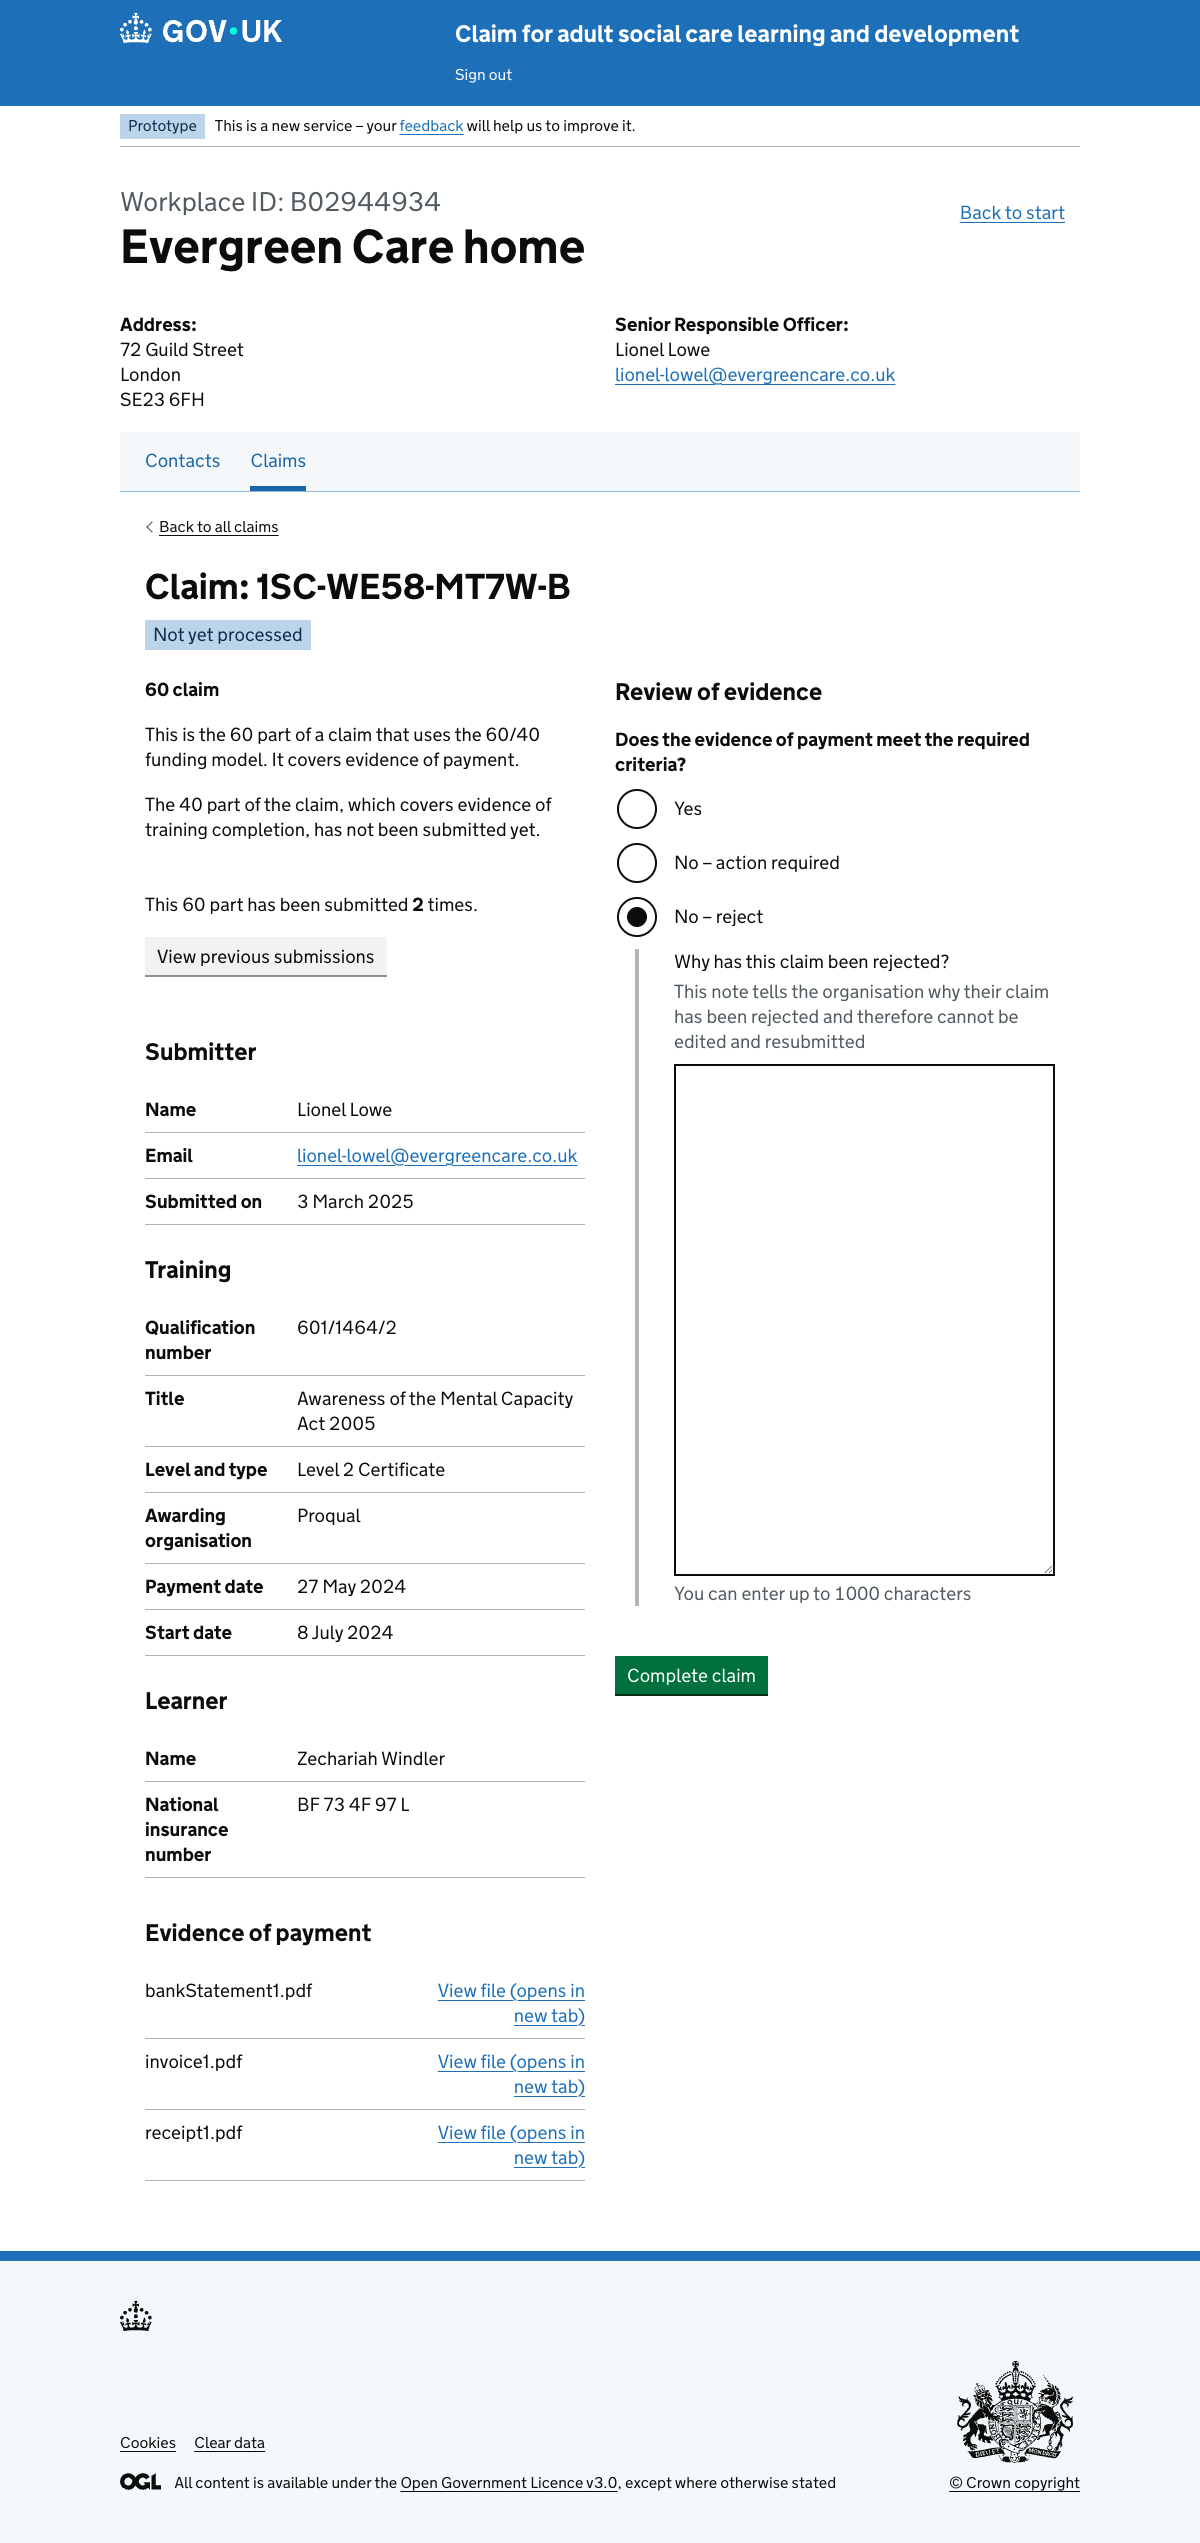 GOV·UK
Claim for adult social care learning and development
Sign out
Prototype
This is a new service – your feedback will help us to improve it.
Workplace ID: B02944934
Evergreen Care home
Back to start
Address:
72 Guild Street
London
SE23 6FH
Senior Responsible Officer:
Lionel Lowe
lionel-lowel@evergreencare.co.uk
Contacts
Claims
Back to all claims
Claim: 1SC-WE58-MT7W-B
Not yet processed
60 claim
This is the 60 part of a claim that uses the 60/40
funding model. It covers evidence of payment.
The 40 part of the claim, which covers evidence of
training completion, has not been submitted yet.
This 60 part has been submitted 2 times.
View previous submissions
Submitter
Name
Lionel Lowe
Email
lionel-lowel@evergreencare.co.uk
Submitted on
3 March 2025
Training
Qualification
number
601/1464/2
Title
Awareness of the Mental Capacity
Act 2005
Level and type
Level 2 Certificate
Awarding
organisation
Proqual
Payment date
27 May 2024
Start date
8 July 2024
Learner
Name
Zechariah Windler
National
insurance
number
BF 73 4F 97 L
Evidence of payment
bankStatement1.pdf
View file (opens in
new tab)
invoice1.pdf
View file (opens in
new tab)
receipt1.pdf
View file (opens in
new tab)
Review of evidence
Does the evidence of payment meet the required
criteria?
Yes
No – action required
No – reject
Why has this claim been rejected?
This note tells the organisation why their claim
has been rejected and therefore cannot be
edited and resubmitted
You can enter up to 1000 characters
Complete claim
Cookies
Clear data
OGL
All content is available under the Open Government Licence v3.0, except where otherwise stated
© Crown copyright